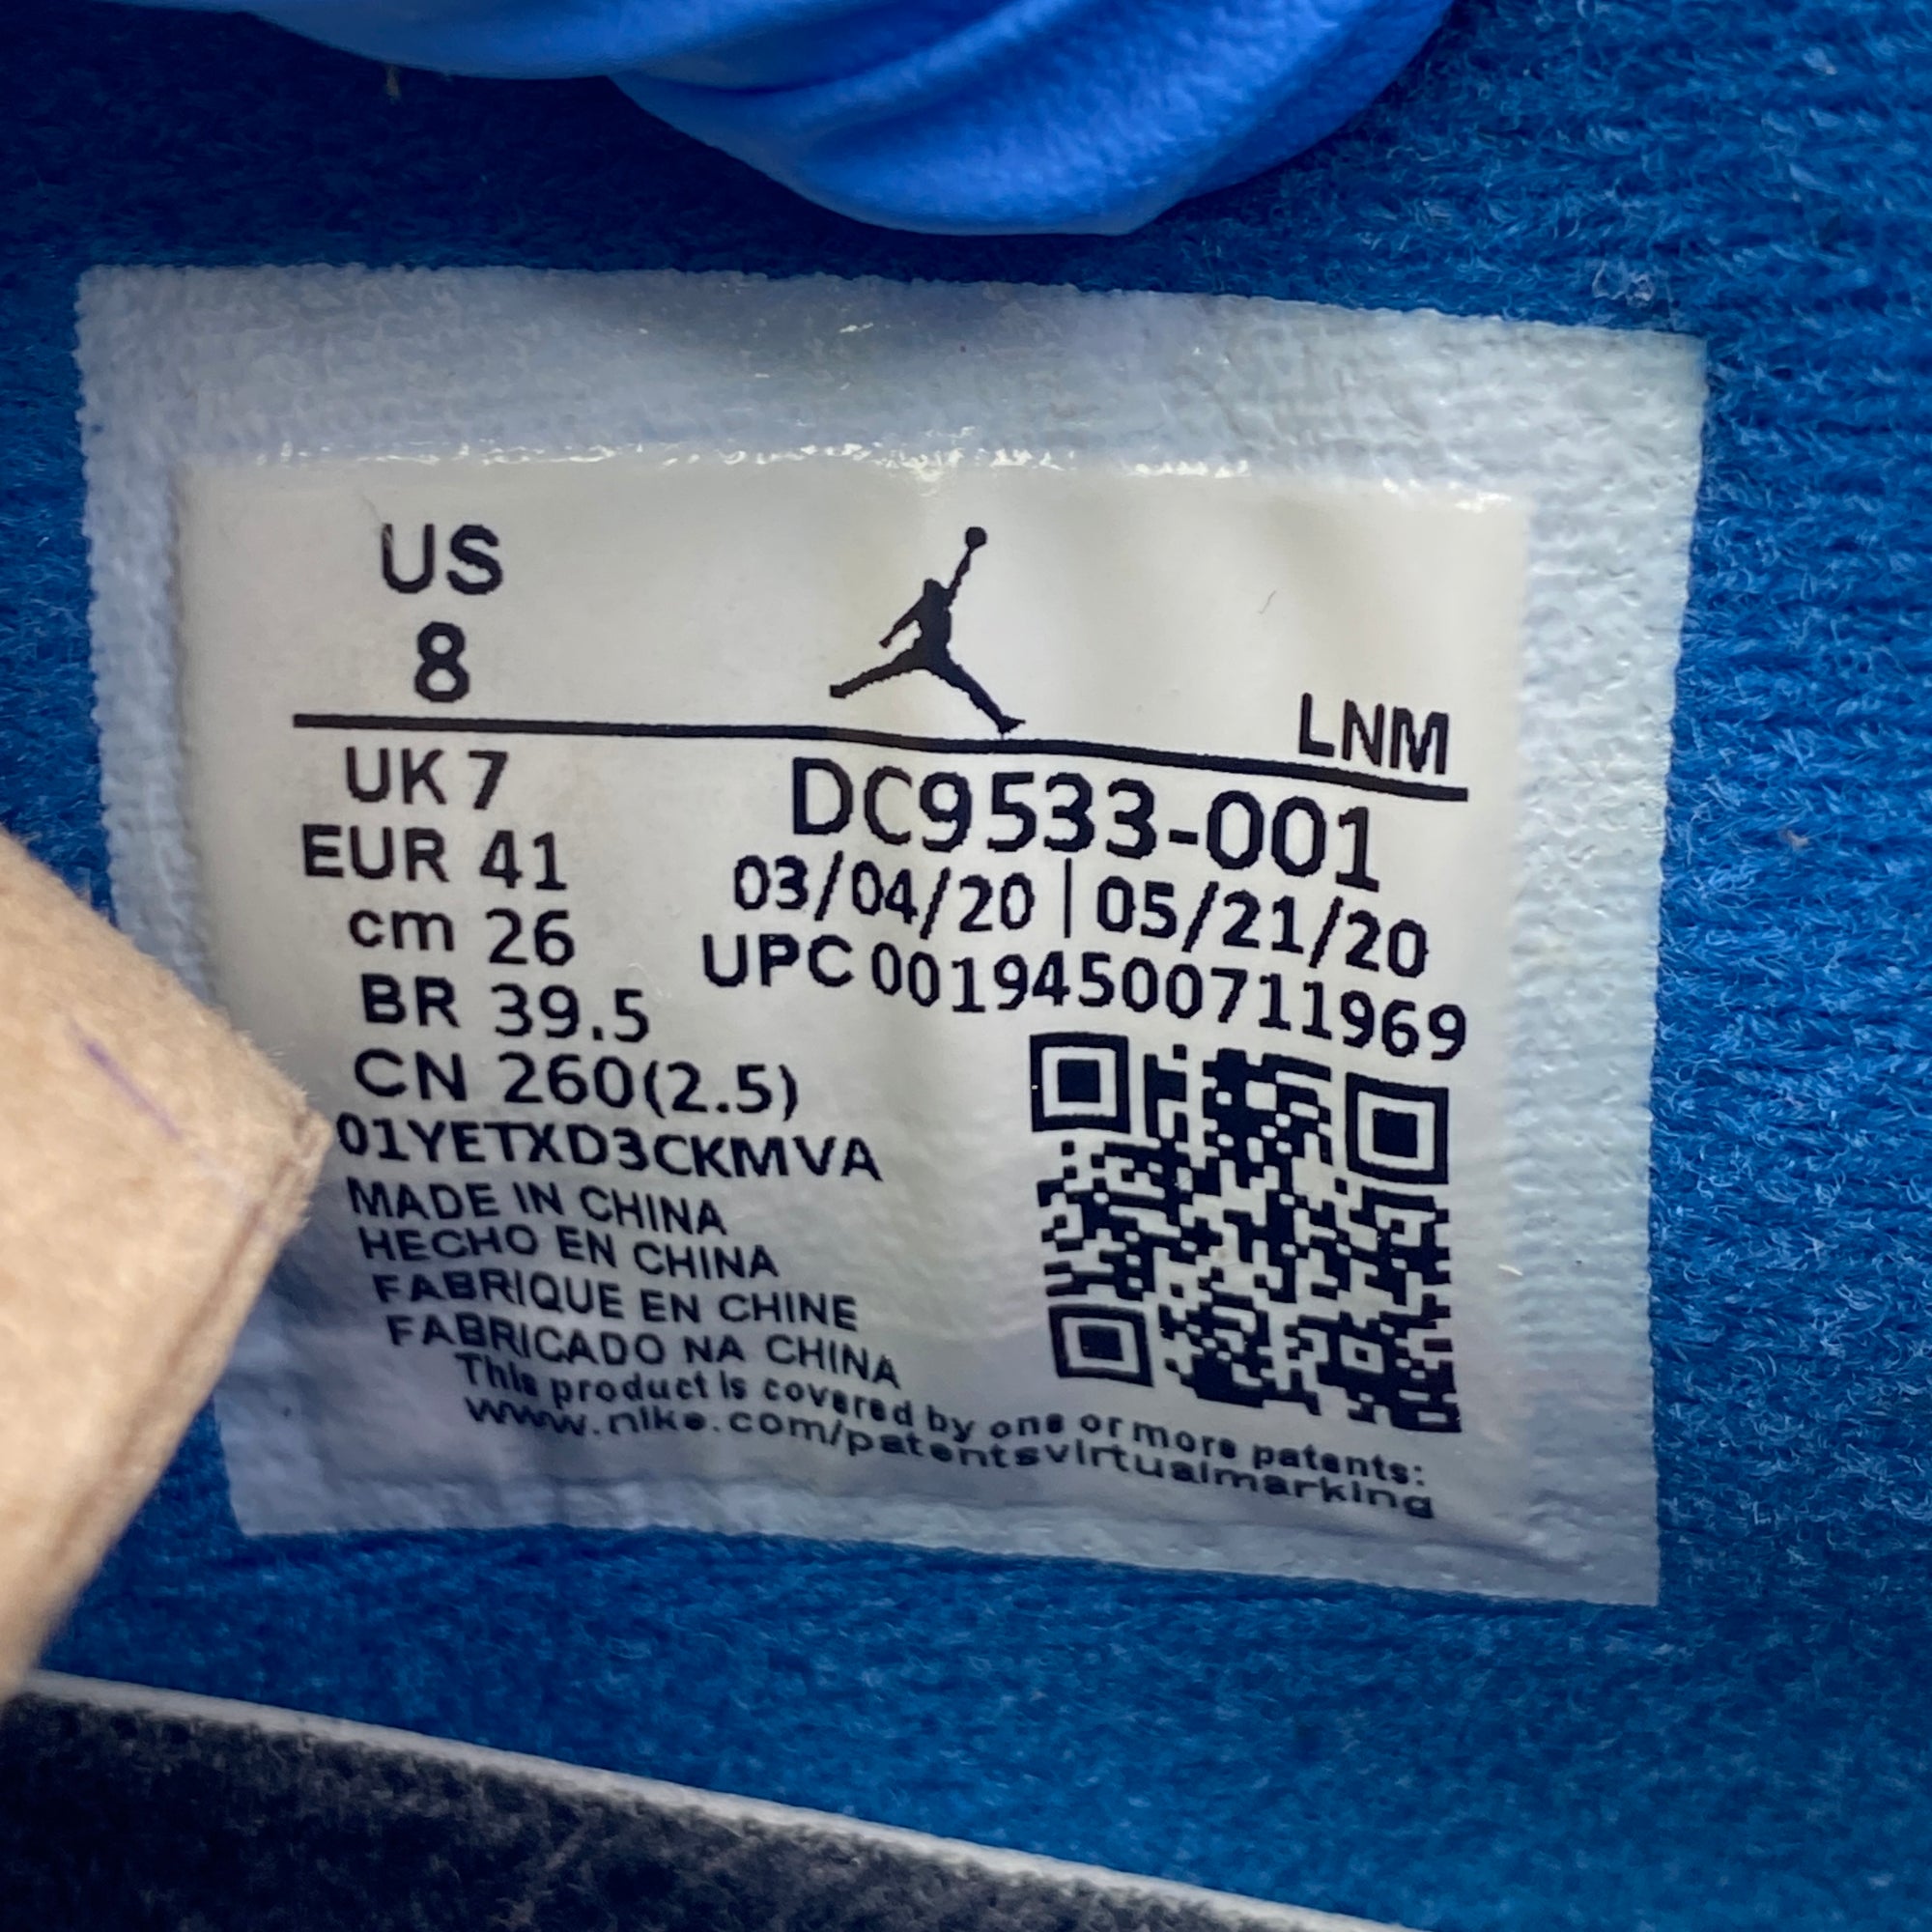 US
8
LNM
UK 7
EUR 41
cm 26
BR 39.5
CN 260(2.5)
DC9533-001
03/04/20 | 05/21/20
UPC 00194500711969
01YETXD3CKMVA
MADE IN CHINA
HECHO EN CHINA
FABRIQUE EN CHINE
FABRICADO NA CHINA
This product is covered by one or more patents:
www.nike.com/patentsvirtualmarking